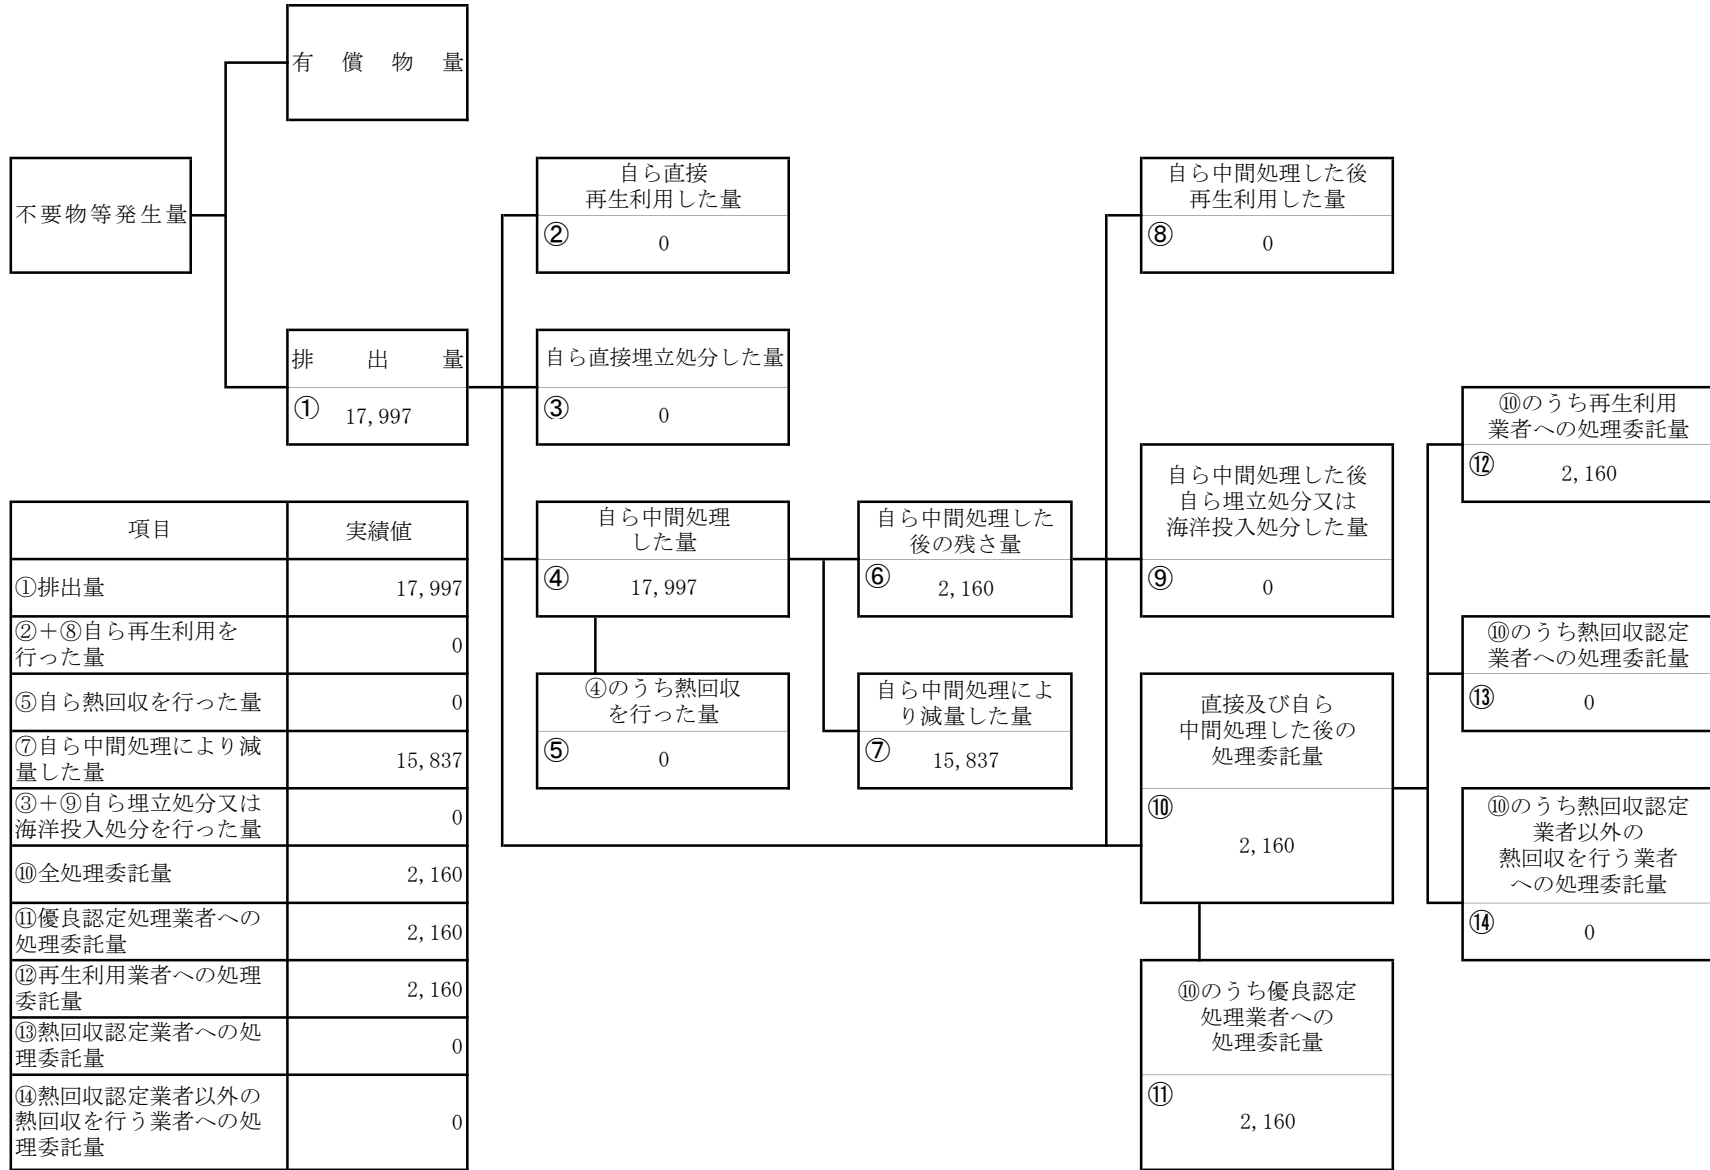 有償物量
不要物等発生量
排出量
① 17,997
自ら直接
再生利用した量
② 0
自ら直接埋立処分した量
③ 0
自ら中間処理
した量
④ 17,997
④のうち熱回収
を行った量
⑤ 0
自ら中間処理した
後の残さ量
⑥ 2,160
自ら中間処理によ
り減量した量
⑦ 15,837
自ら中間処理した後
再生利用した量
⑧ 0
自ら中間処理した後
自ら埋立処分又は
海洋投入処分した量
⑨ 0
直接及び自ら
中間処理した後の
処理委託量
⑩ 2,160
⑩のうち優良認定
処理業者への
処理委託量
⑪ 2,160
⑩のうち再生利用
業者への処理委託量
⑫ 2,160
⑩のうち熱回収認定
業者への処理委託量
⑬ 0
⑩のうち熱回収認定
業者以外の
熱回収を行う業者
への処理委託量
⑭ 0
項目 実績値
①排出量 17,997
②+⑧自ら再生利用を
行った量 0
⑤自ら熱回収を行った量 0
⑦自ら中間処理により減
量した量 15,837
③+⑨自ら埋立処分又は
海洋投入処分を行った量 0
⑩全処理委託量 2,160
⑪優良認定処理業者への
処理委託量 2,160
⑫再生利用業者への処理
委託量 2,160
⑬熱回収認定業者への処
理委託量 0
⑭熱回収認定業者以外の
熱回収を行う業者への処
理委託量 0